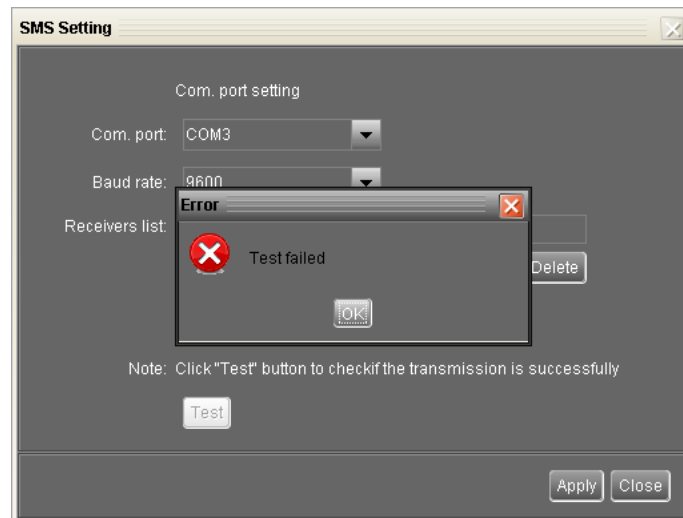 SMS Setting
Com. port setting
Com. port: COM3
Baud rate: 9600
Error
Receivers list:
Test failed
Delete
OK
Note: Click "Test" button to checkif the transmission is successfully
Test
Apply Close